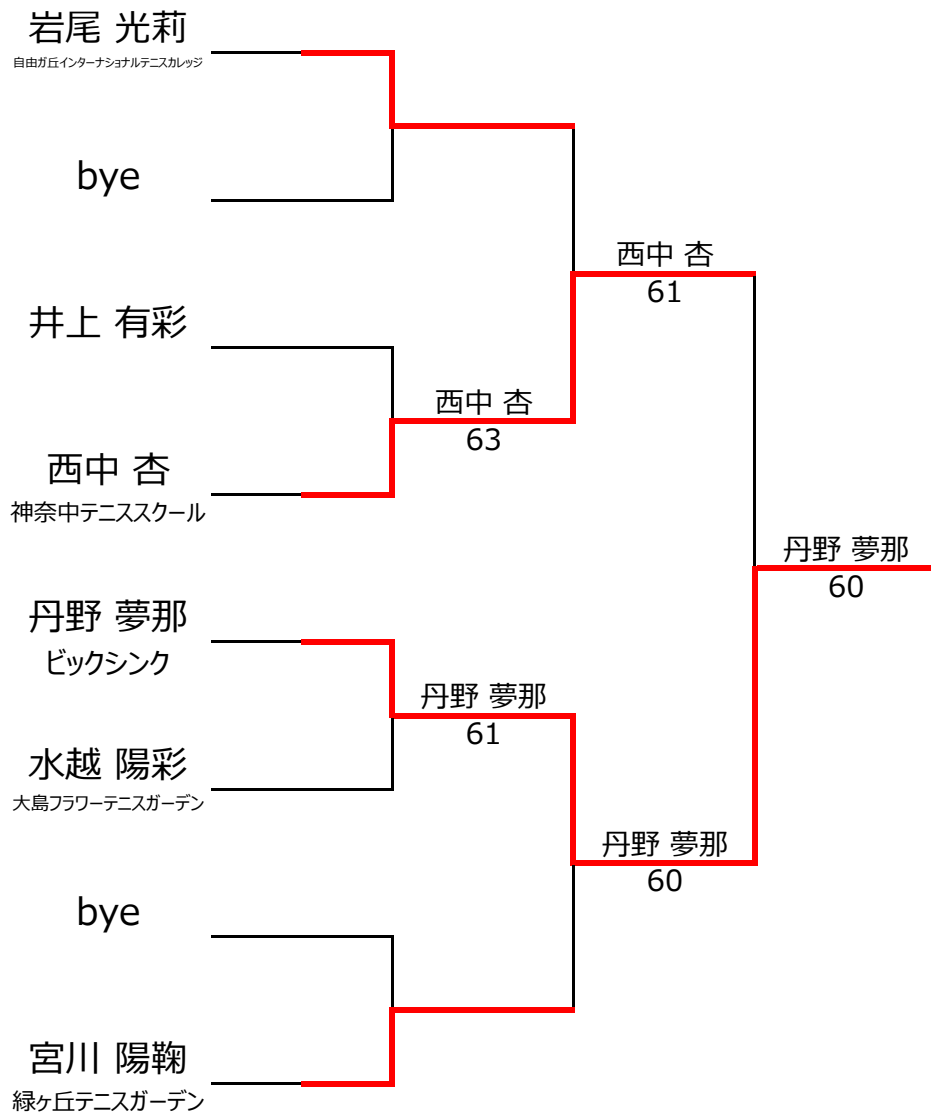 岩尾 光莉
自由ガ丘インターナショナルテニスカレッジ
bye
西中 杏
61
井上 有彩
西中 杏
63
西中 杏
神奈中テニススクール
丹野 夢那
60
丹野 夢那
ビックシンク
丹野 夢那
61
水越 陽彩
大島フラワーテニスガーデン
丹野 夢那
60
bye
宮川 陽鞠
緑ヶ丘テニスガーデン